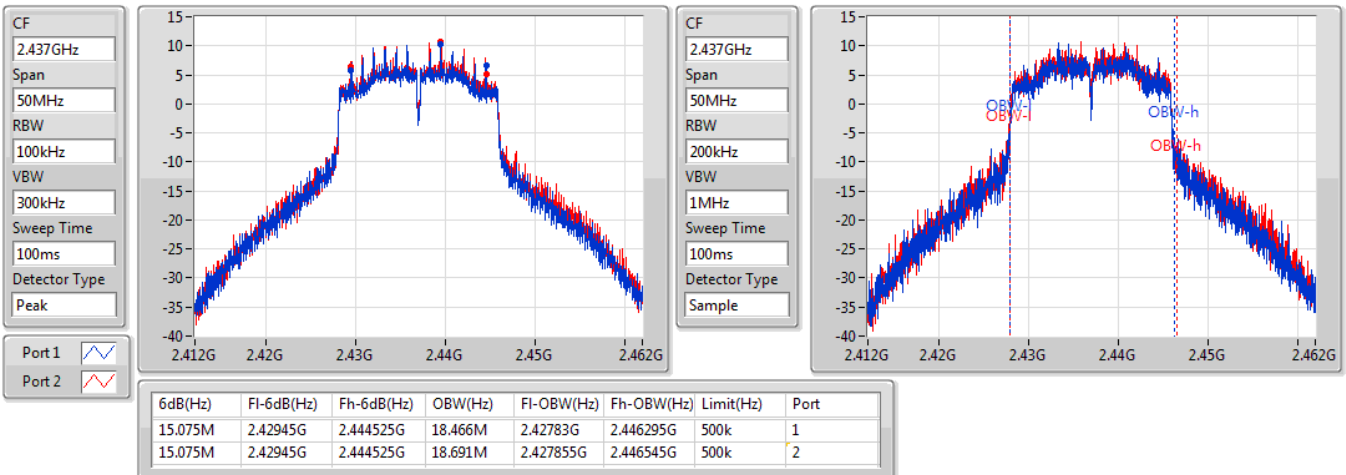 CF
2.437GHz
Span
50MHz
RBW
100kHz
VBW
300kHz
Sweep Time
100ms
Detector Type
Peak
Port 1
Port 2
15
10
5
0
-5
-10
-15
-20
-25
-30
-35
-40
2.412G 2.42G 2.43G 2.44G 2.45G 2.462G
CF
2.437GHz
Span
50MHz
RBW
200kHz
VBW
1MHz
Sweep Time
100ms
Detector Type
Sample
15
10
5
0
-5
-10
-15
-20
-25
-30
-35
-40
OBW-l
OBW-l
OBW-h
OBW-h
2.412G 2.42G 2.43G 2.44G 2.45G 2.462G
6dB(Hz) Fl-6dB(Hz) Fh-6dB(Hz) OBW(Hz) Fl-OBW(Hz) Fh-OBW(Hz) Limit(Hz) Port
15.075M 2.42945G 2.444525G 18.466M 2.42783G 2.446295G 500k 1
15.075M 2.42945G 2.444525G 18.691M 2.427855G 2.446545G 500k 2